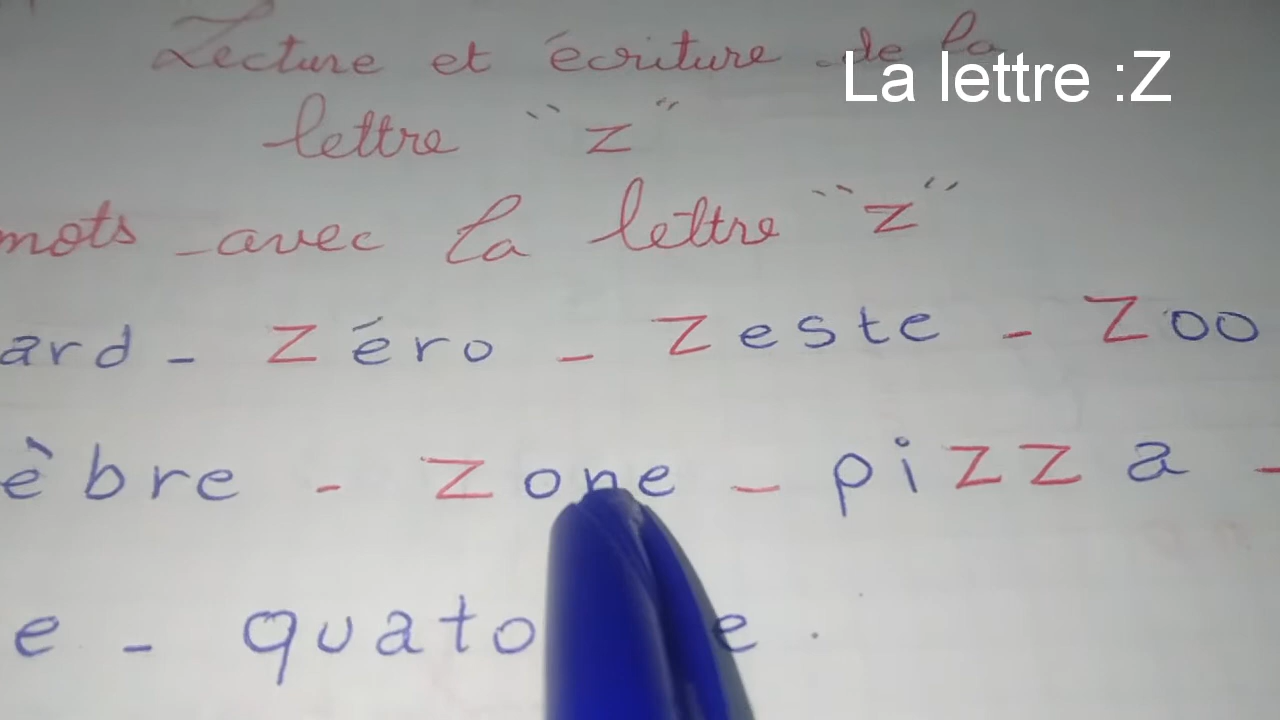 Lecture et écriture de la
La lettre :Z
lettre "z"
mots avec la lettre "z"
ard - Zéro - Zeste - Zoo
èbre - Zone - pizza -
e - quato e.